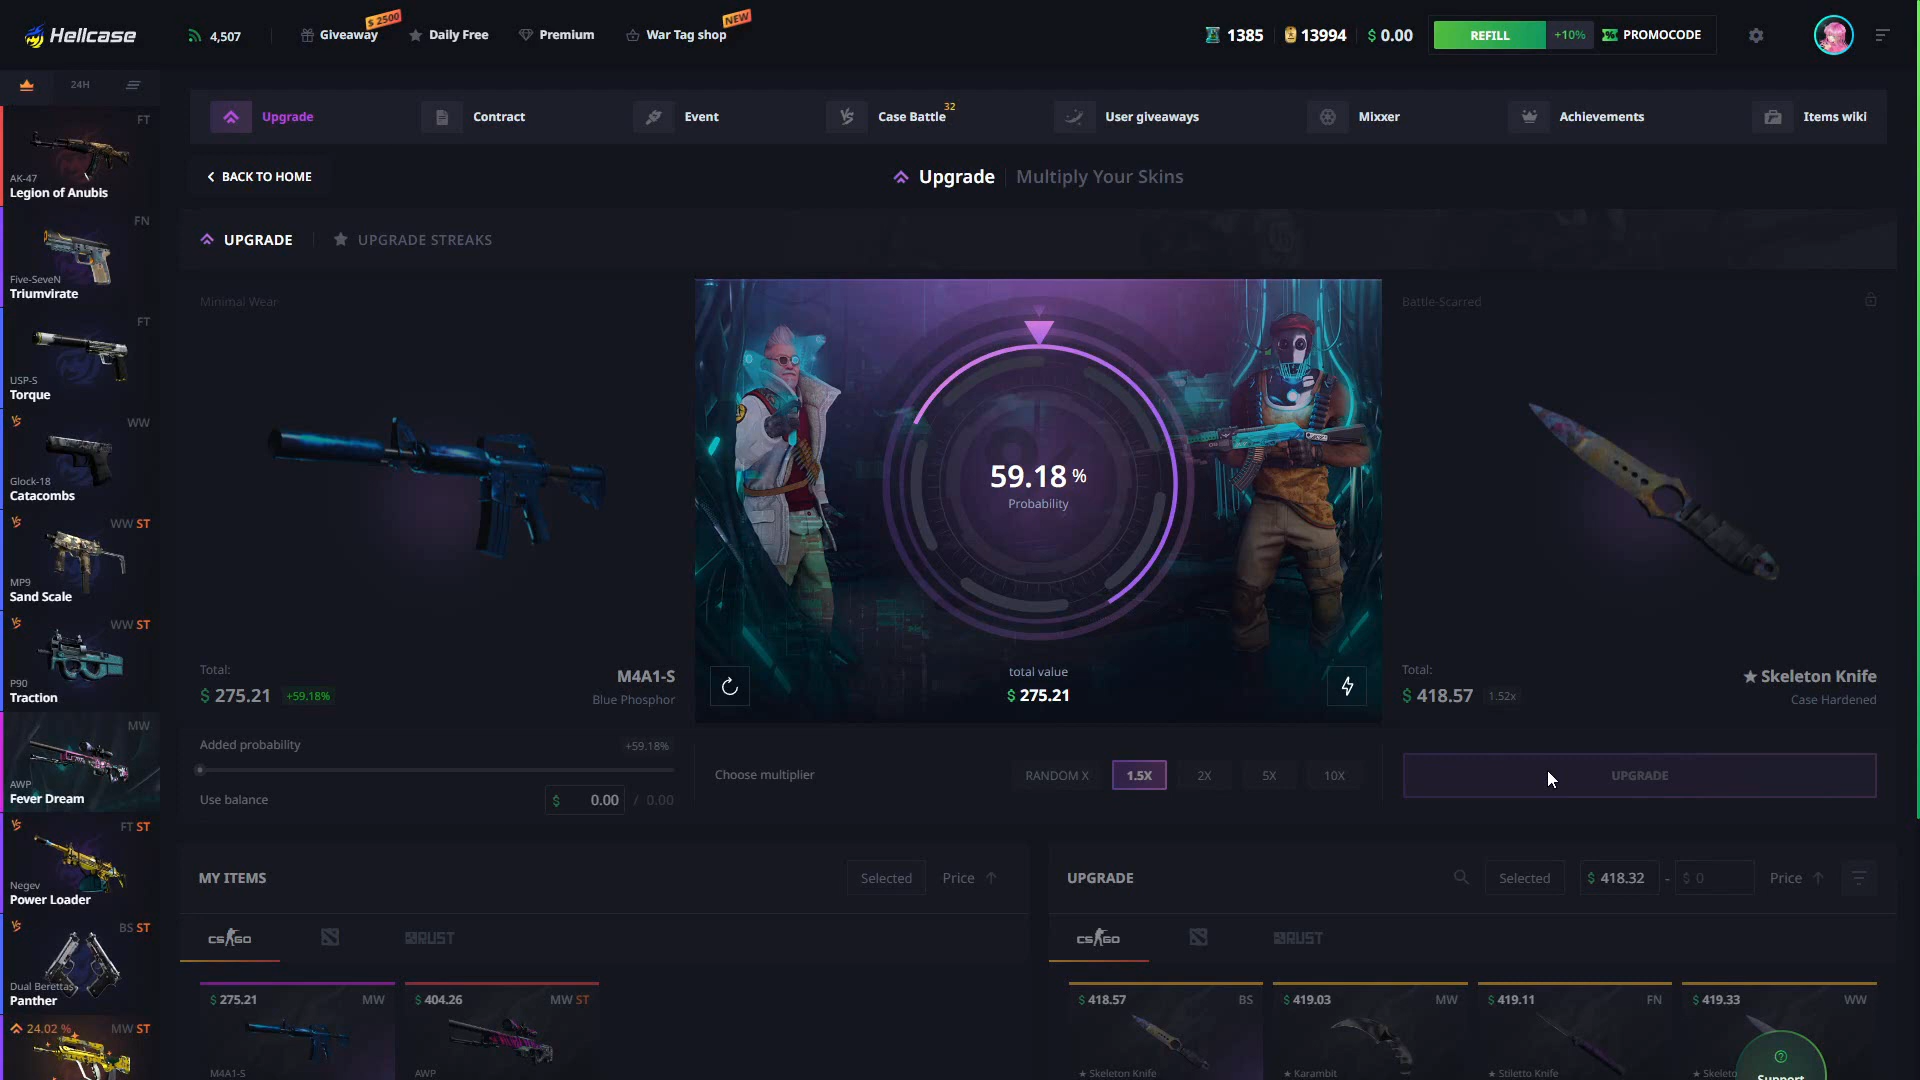 Hellcase
4,507
Giveaway
$ 2500
Daily Free
Premium
War Tag shop
NEW
1385
13994
$ 0.00
REFILL
+10%
PROMOCODE
24H
Upgrade
Contract
Event
Case Battle
32
User giveaways
Mixxer
Achievements
Items wiki
BACK TO HOME
Upgrade
Multiply Your Skins
UPGRADE
UPGRADE STREAKS
FT
AK-47
Legion of Anubis
FN
Five-SeveN
Triumvirate
FT
USP-S
Torque
WW
Glock-18
Catacombs
WW ST
MP9
Sand Scale
WW ST
P90
Traction
MW
AWP
Fever Dream
FT ST
Negev
Power Loader
BS ST
Dual Berettas
Panther
24.02 %
MW ST
Minimal Wear
Total:
$ 275.21
+59.18%
M4A1-S
Blue Phosphor
59.18 %
Probability
total value
$ 275.21
Battle-Scarred
Total:
$ 418.57
1.52x
★ Skeleton Knife
Case Hardened
Added probability
+59.18%
Use balance
$ 0.00 / 0.00
Choose multiplier
RANDOM X
1.5X
2X
5X
10X
UPGRADE
MY ITEMS
Selected
Price
CS GO
RUST
$ 275.21
MW
M4A1-S
$ 404.26
MW ST
AWP
UPGRADE
Selected
$ 418.32 - $ 0
Price
CS GO
RUST
$ 418.57
BS
★ Skeleton Knife
$ 419.03
MW
★ Karambit
$ 419.11
FN
★ Stiletto Knife
$ 419.33
WW
★ Skeleto
Support